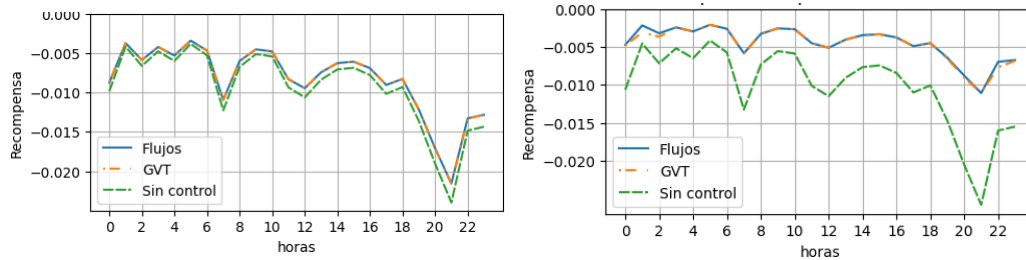 0.000
−0.005
−0.010
−0.015
−0.020
Recompensa
Flujos
GVT
Sin control
0 2 4 6 8 10 12 14 16 18 20 22
horas
0.000
−0.005
−0.010
−0.015
−0.020
Recompensa
Flujos
GVT
Sin control
0 2 4 6 8 10 12 14 16 18 20 22
horas